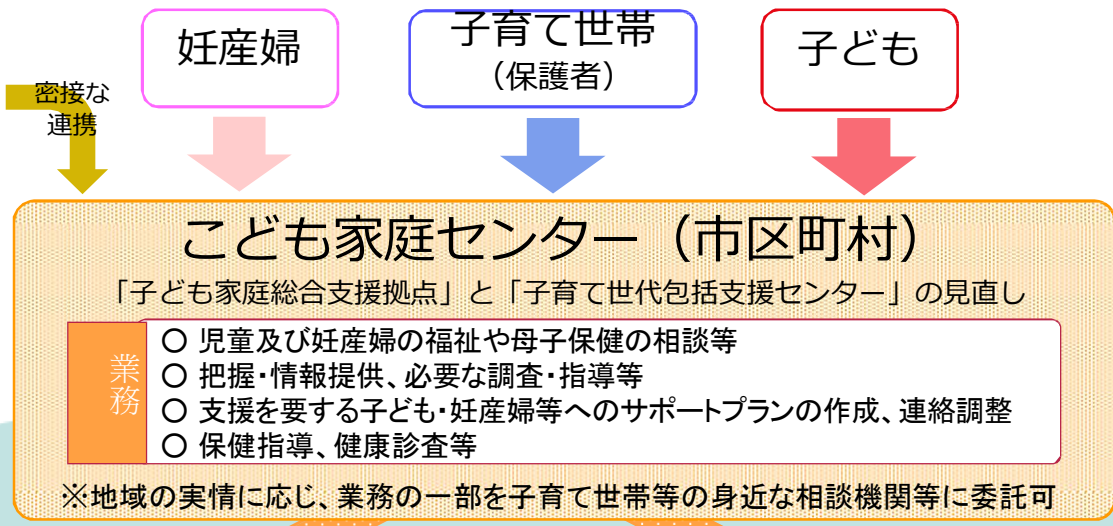 妊産婦
子育て世帯
（保護者）
子ども
密接な
連携
こども家庭センター（市区町村）
「子ども家庭総合支援拠点」と「子育て世代包括支援センター」の見直し
業務
○ 児童及び妊産婦の福祉や母子保健の相談等
○ 把握・情報提供、必要な調査・指導等
○ 支援を要する子ども・妊産婦等へのサポートプランの作成、連絡調整
○ 保健指導、健康診査等
※地域の実情に応じ、業務の一部を子育て世帯等の身近な相談機関等に委託可